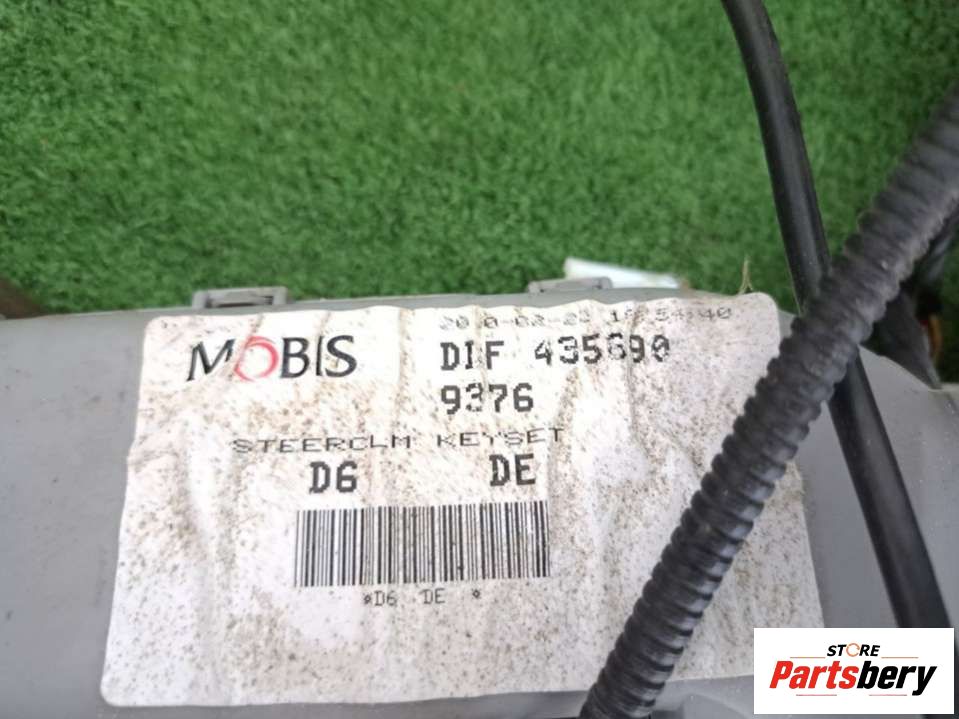 MOBIS
DIF 435690
9376
STEERCLM KEYSET
D6 DE
*D6 DE *
STORE
Partsbery